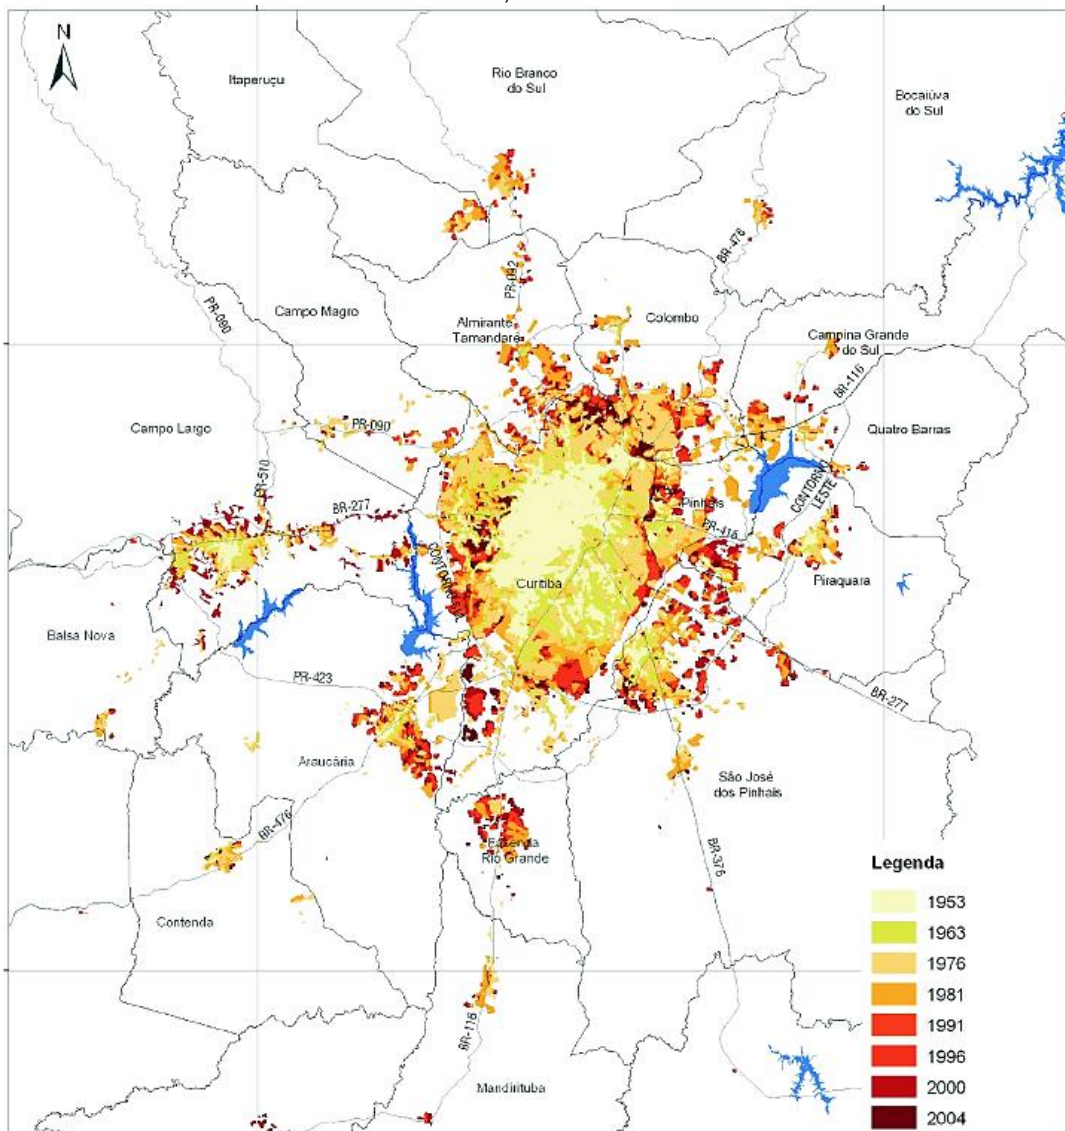 N
Itaperuçu
Rio Branco
do Sul
Bocaiúva
do Sul
BR-476
PR-092
PR-090
Campo Magro
Almirante
Tamandaré
Colombo
Campina Grande
do Sul
BR-116
Campo Largo
PR-090
Quatro Barras
PR-510
BR-277
CONTORNO
LESTE
Pinhais
PR-415
Curitiba
Piraquara
Balsa Nova
PR-423
BR-277
Araucária
São José
dos Pinhais
BR-476
Fazenda
Rio Grande
BR-376
Contenda
BR-116
Mandirituba
Legenda
1953
1963
1976
1981
1991
1996
2000
2004